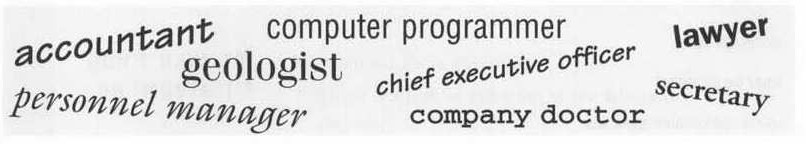 accountant
computer programmer
lawyer
geologist
chief executive officer
secretary
personnel manager
company doctor